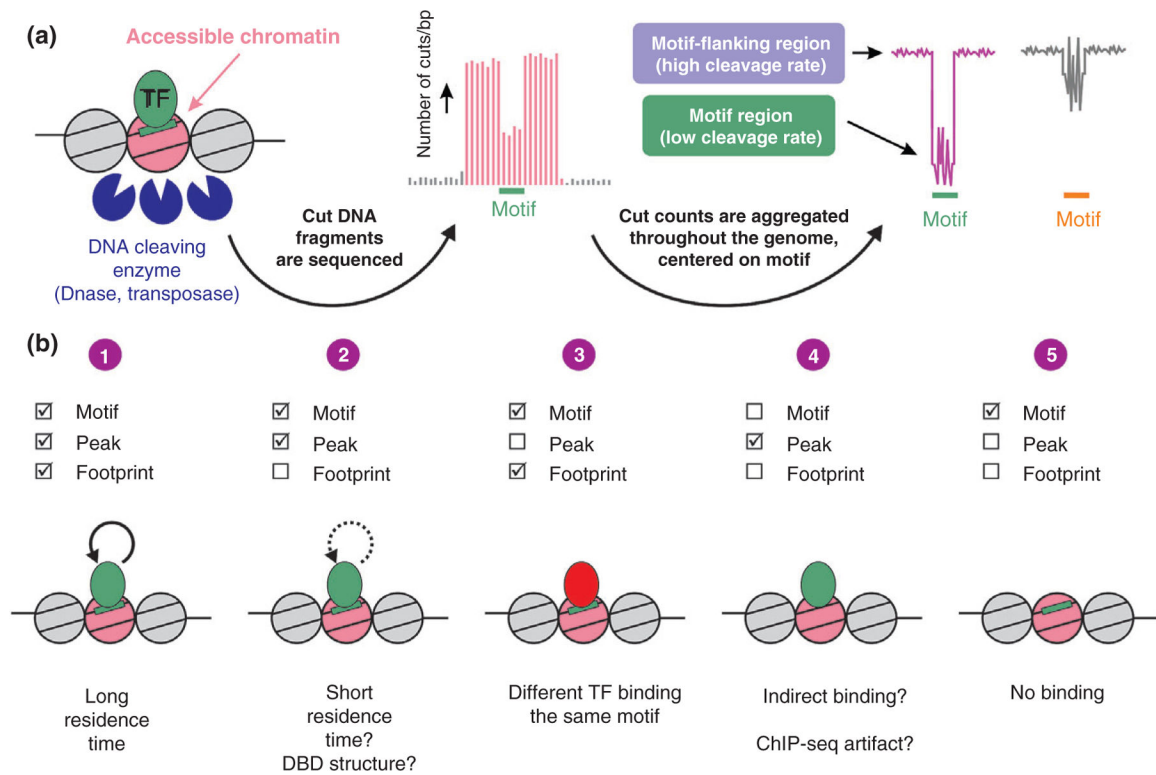 (a)
Accessible chromatin
TF
DNA cleaving
enzyme
(Dnase, transposase)
Cut DNA
fragments
are sequenced
Number of cuts/bp
Motif
Motif-flanking region
(high cleavage rate)
Motif region
(low cleavage rate)
Cut counts are aggregated
throughout the genome,
centered on motif
Motif
Motif
(b)
1
Motif
Peak
Footprint
Long
residence
time
2
Motif
Peak
Footprint
Short
residence
time?
DBD structure?
3
Motif
Peak
Footprint
Different TF binding
the same motif
4
Motif
Peak
Footprint
Indirect binding?
ChIP-seq artifact?
5
Motif
Peak
Footprint
No binding